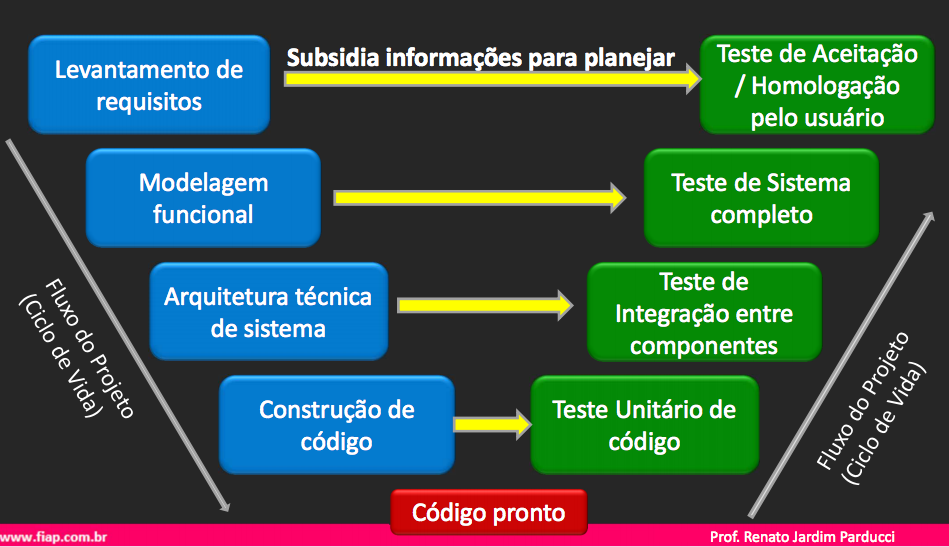 Levantamento de
requisitos
Subsidia informações para planejar
Teste de Aceitação
/ Homologação
pelo usuário
Modelagem
funcional
Teste de Sistema
completo
Arquitetura técnica
de sistema
Teste de
Integração entre
componentes
Construção de
código
Teste Unitário de
código
Fluxo do Projeto
(Ciclo de Vida)
Fluxo do Projeto
(Ciclo de Vida)
Código pronto
www.fiap.com.br
Prof. Renato Jardim Parducci